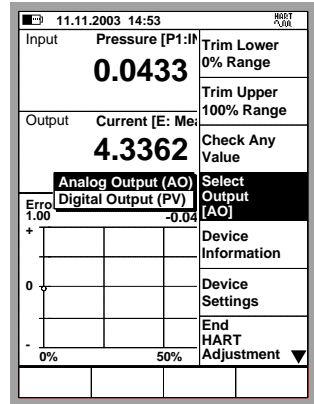 11.11.2003 14:53
HART
Input Pressure [P1:IN
0.0433
Output Current [E: Mea
4.3362
Analog Output (AO)
Digital Output (PV)
Erro
1.00 -0.04
+
0
-
0% 50%
Trim Lower
0% Range
Trim Upper
100% Range
Check Any
Value
Select
Output
[AO]
Device
Information
Device
Settings
End
HART
Adjustment